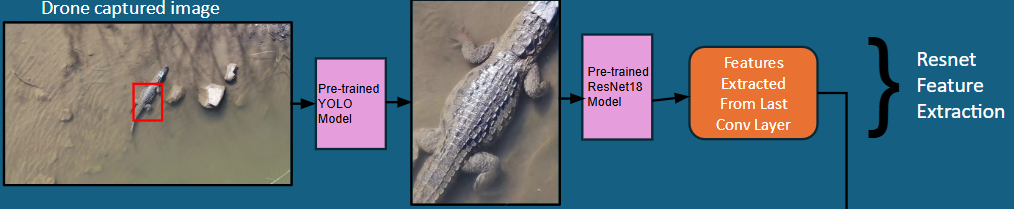 Drone captured image
Pre-trained
YOLO
Model
Pre-trained
ResNet18
Model
Features
Extracted
From Last
Conv Layer
Resnet
Feature
Extraction